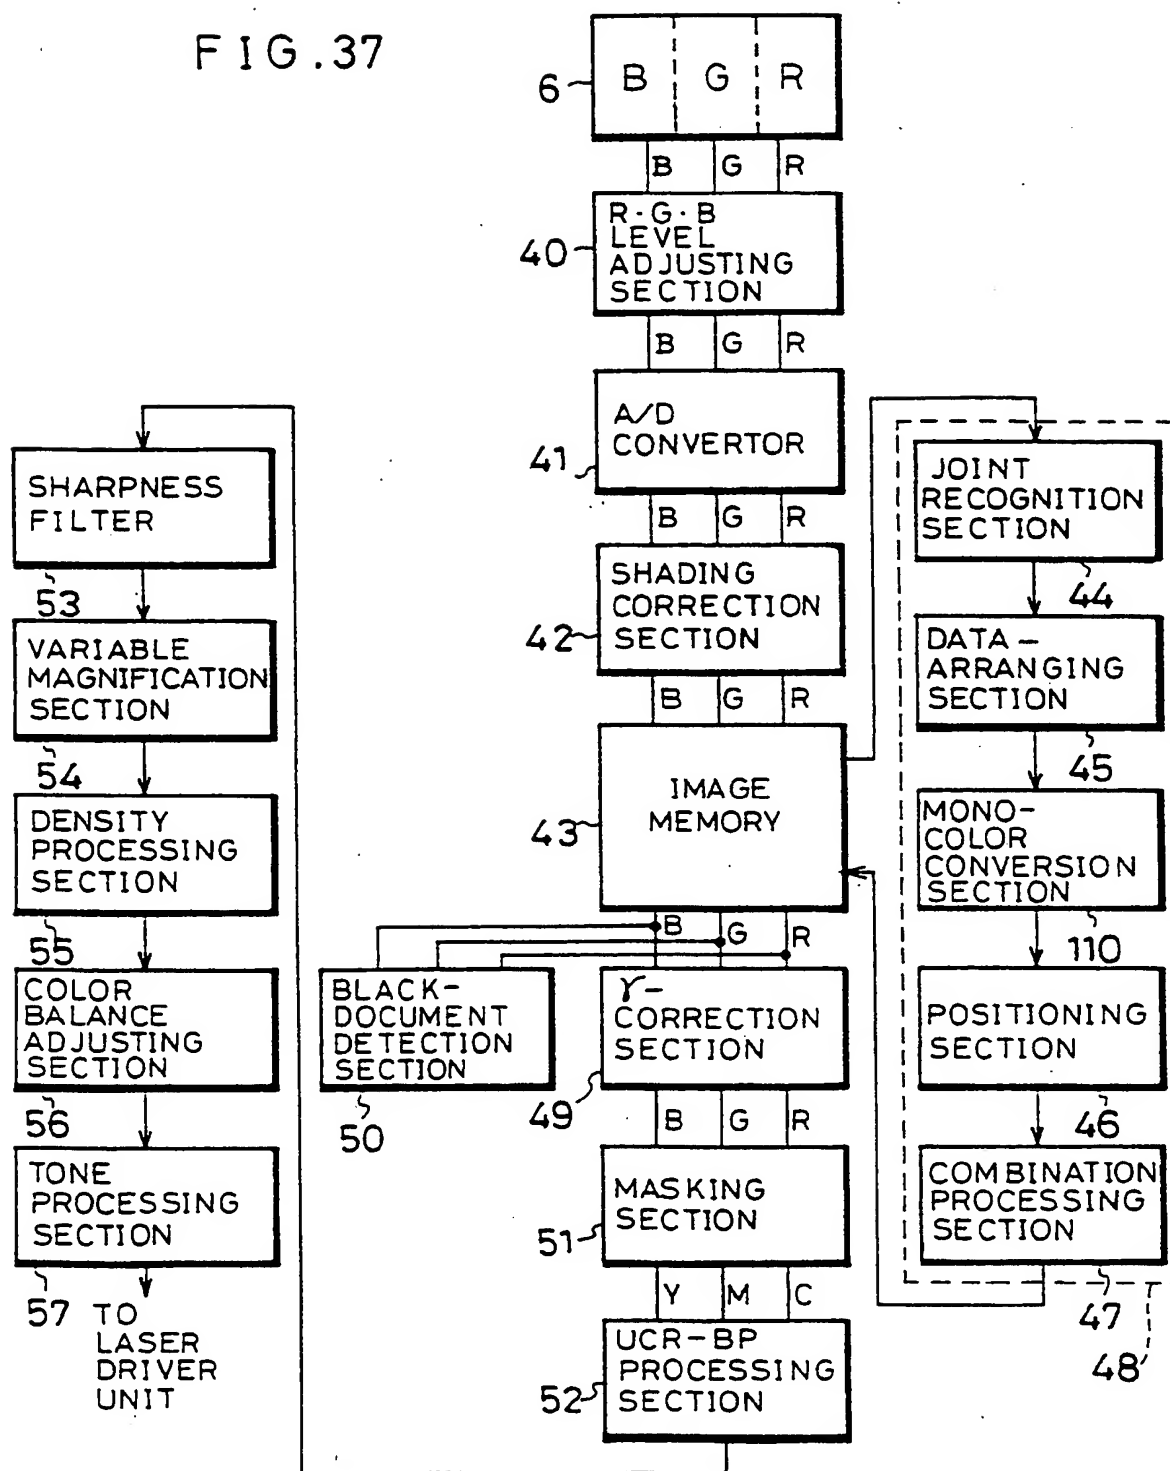 FIG.37
6
B G R
B G R
40
R·G·B
LEVEL
ADJUSTING
SECTION
B G R
41
A/D
CONVERTOR
B G R
42
SHADING
CORRECTION
SECTION
B G R
43
IMAGE
MEMORY
B G R
BLACK-
DOCUMENT
DETECTION
SECTION
50
γ-
CORRECTION
SECTION
49
B G R
MASKING
SECTION
51
Y M C
UCR-BP
PROCESSING
SECTION
52
JOINT
RECOGNITION
SECTION
44
DATA-
ARRANGING
SECTION
45
MONO-
COLOR
CONVERSION
SECTION
110
POSITIONING
SECTION
46
COMBINATION
PROCESSING
SECTION
47
48
SHARPNESS
FILTER
53
VARIABLE
MAGNIFICATION
SECTION
54
DENSITY
PROCESSING
SECTION
55
COLOR
BALANCE
ADJUSTING
SECTION
56
TONE
PROCESSING
SECTION
57
TO
LASER
DRIVER
UNIT